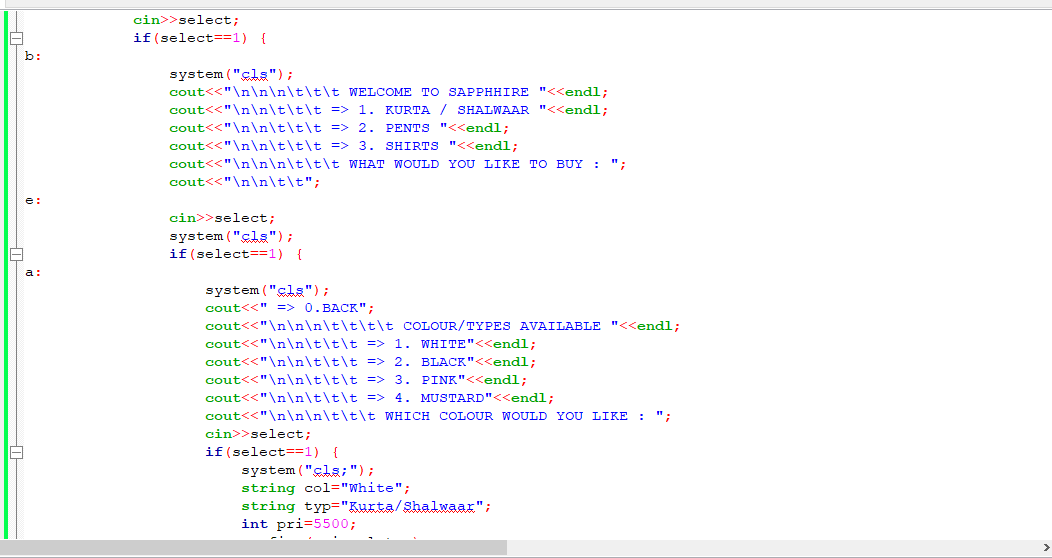 cin>>select;
if(select==1) {
b:
system("cls");
cout<<"\n\n\n\t\t\t WELCOME TO SAPPHHIRE "<<endl;
cout<<"\n\n\t\t\t => 1. KURTA / SHALWAAR "<<endl;
cout<<"\n\n\t\t\t => 2. PENTS "<<endl;
cout<<"\n\n\t\t\t => 3. SHIRTS "<<endl;
cout<<"\n\n\n\t\t\t WHAT WOULD YOU LIKE TO BUY : ";
cout<<"\n\n\t\t";
e:
cin>>select;
system("cls");
if(select==1) {
a:
system("cls");
cout<<" => 0.BACK";
cout<<"\n\n\n\t\t\t\t COLOUR/TYPES AVAILABLE "<<endl;
cout<<"\n\n\t\t\t => 1. WHITE"<<endl;
cout<<"\n\n\t\t\t => 2. BLACK"<<endl;
cout<<"\n\n\t\t\t => 3. PINK"<<endl;
cout<<"\n\n\t\t\t => 4. MUSTARD"<<endl;
cout<<"\n\n\n\t\t\t WHICH COLOUR WOULD YOU LIKE : ";
cin>>select;
if(select==1) {
system("cls;");
string col="White";
string typ="Kurta/Shalwaar";
int pri=5500;